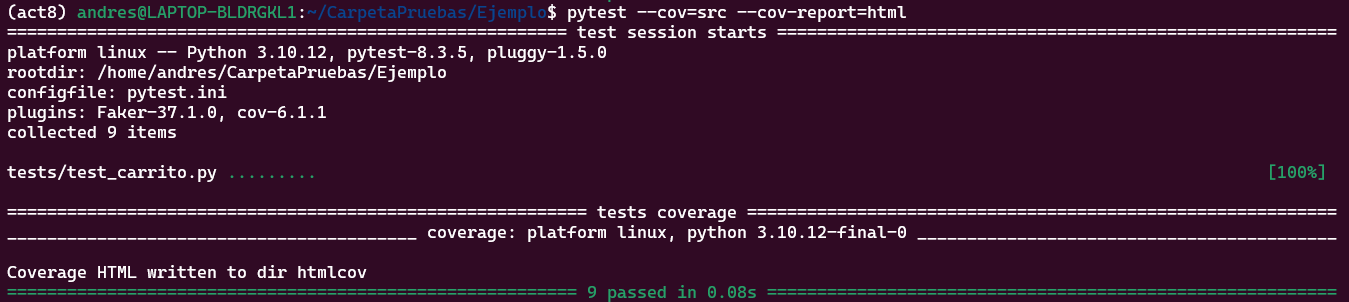 (act8) andres@LAPTOP-BLDRGKL1:~/CarpetaPruebas/Ejemplo$ pytest --cov=src --cov-report=html
======================================================== test session starts ========================================================
platform linux -- Python 3.10.12, pytest-8.3.5, pluggy-1.5.0
rootdir: /home/andres/CarpetaPruebas/Ejemplo
configfile: pytest.ini
plugins: Faker-37.1.0, cov-6.1.1
collected 9 items
tests/test_carrito.py ......... [100%]
========================================================== tests coverage ===========================================================
_________________________________________ coverage: platform linux, python 3.10.12-final-0 __________________________________________
Coverage HTML written to dir htmlcov
========================================================= 9 passed in 0.08s =========================================================